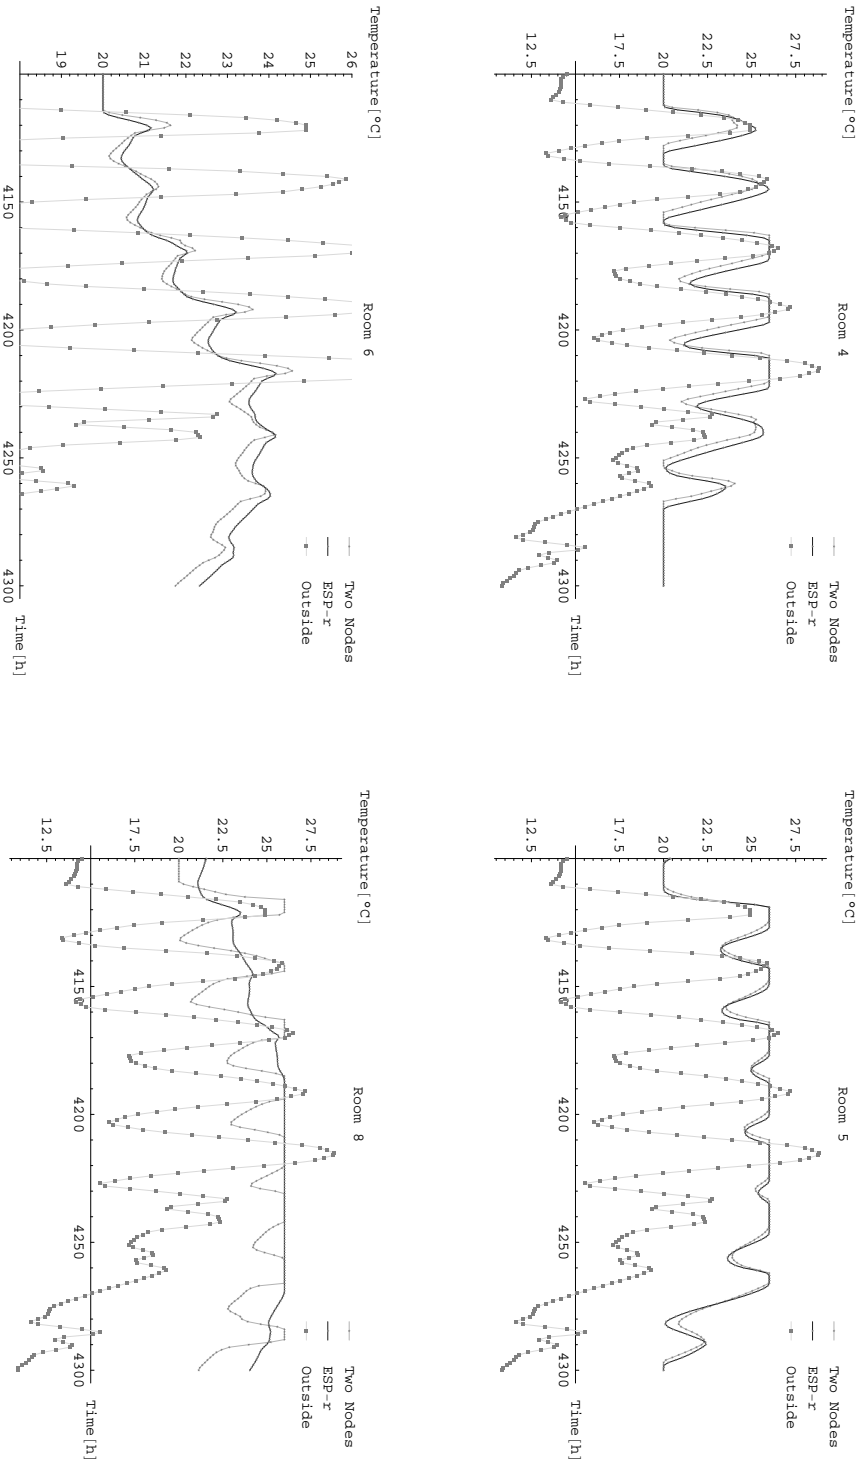 Room 4
Temperature[°C]
27.5
25
22.5
20
17.5
12.5
4150
4200
4250
4300
Time[h]
Two Nodes
ESP-r
Outside
Room 5
Temperature[°C]
27.5
25
22.5
20
17.5
12.5
4150
4200
4250
4300
Time[h]
Two Nodes
ESP-r
Outside
Room 6
Temperature[°C]
26
25
24
23
22
21
20
19
4150
4200
4250
4300
Time[h]
Two Nodes
ESP-r
Outside
Room 8
Temperature[°C]
27.5
25
22.5
20
17.5
12.5
4150
4200
4250
4300
Time[h]
Two Nodes
ESP-r
Outside